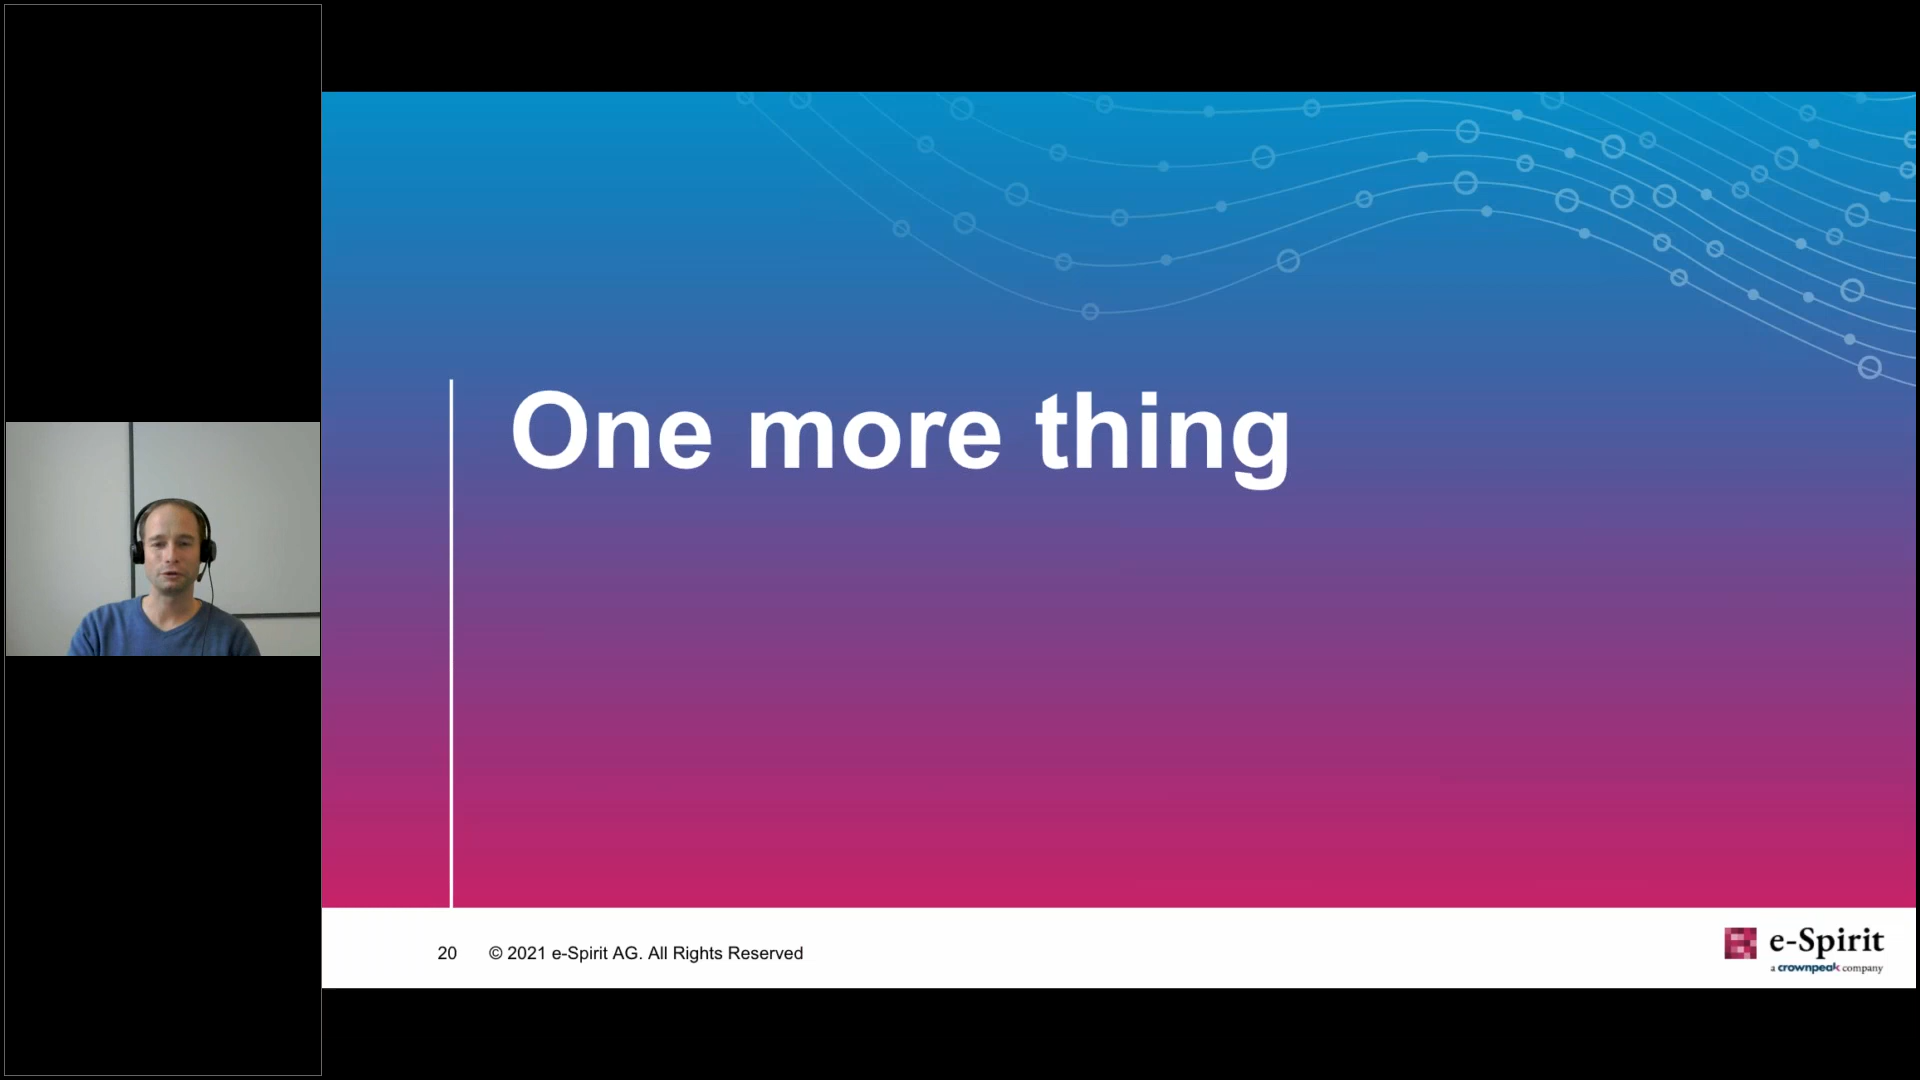 One more thing
20 © 2021 e-Spirit AG. All Rights Reserved
e-Spirit
a crownpeak company